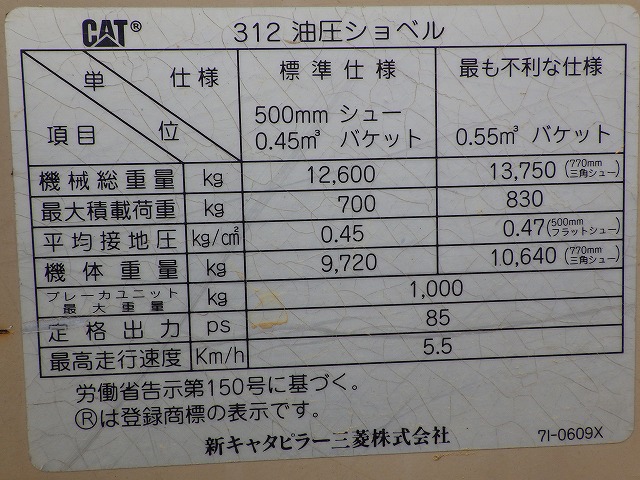 CAT® 312 油圧ショベル
単位 仕様 標準仕様 最も不利な仕様
項目 500mm シュー 0.45m³ バケット 0.55m³ バケット
機械総重量 kg 12,600 13,750 (770mm 三角シュー)
最大積載荷重 kg 700 830
平均接地圧 kg/cm² 0.45 0.47 (500mm フラットシュー)
機体重量 kg 9,720 10,640 (770mm 三角シュー)
ブレーカユニット最大重量 kg 1,000
定格出力 ps 85
最高走行速度 Km/h 5.5
労働省告示第150号に基づく。
Ⓡは登録商標の表示です。
新キャタピラー三菱株式会社 7I-0609X